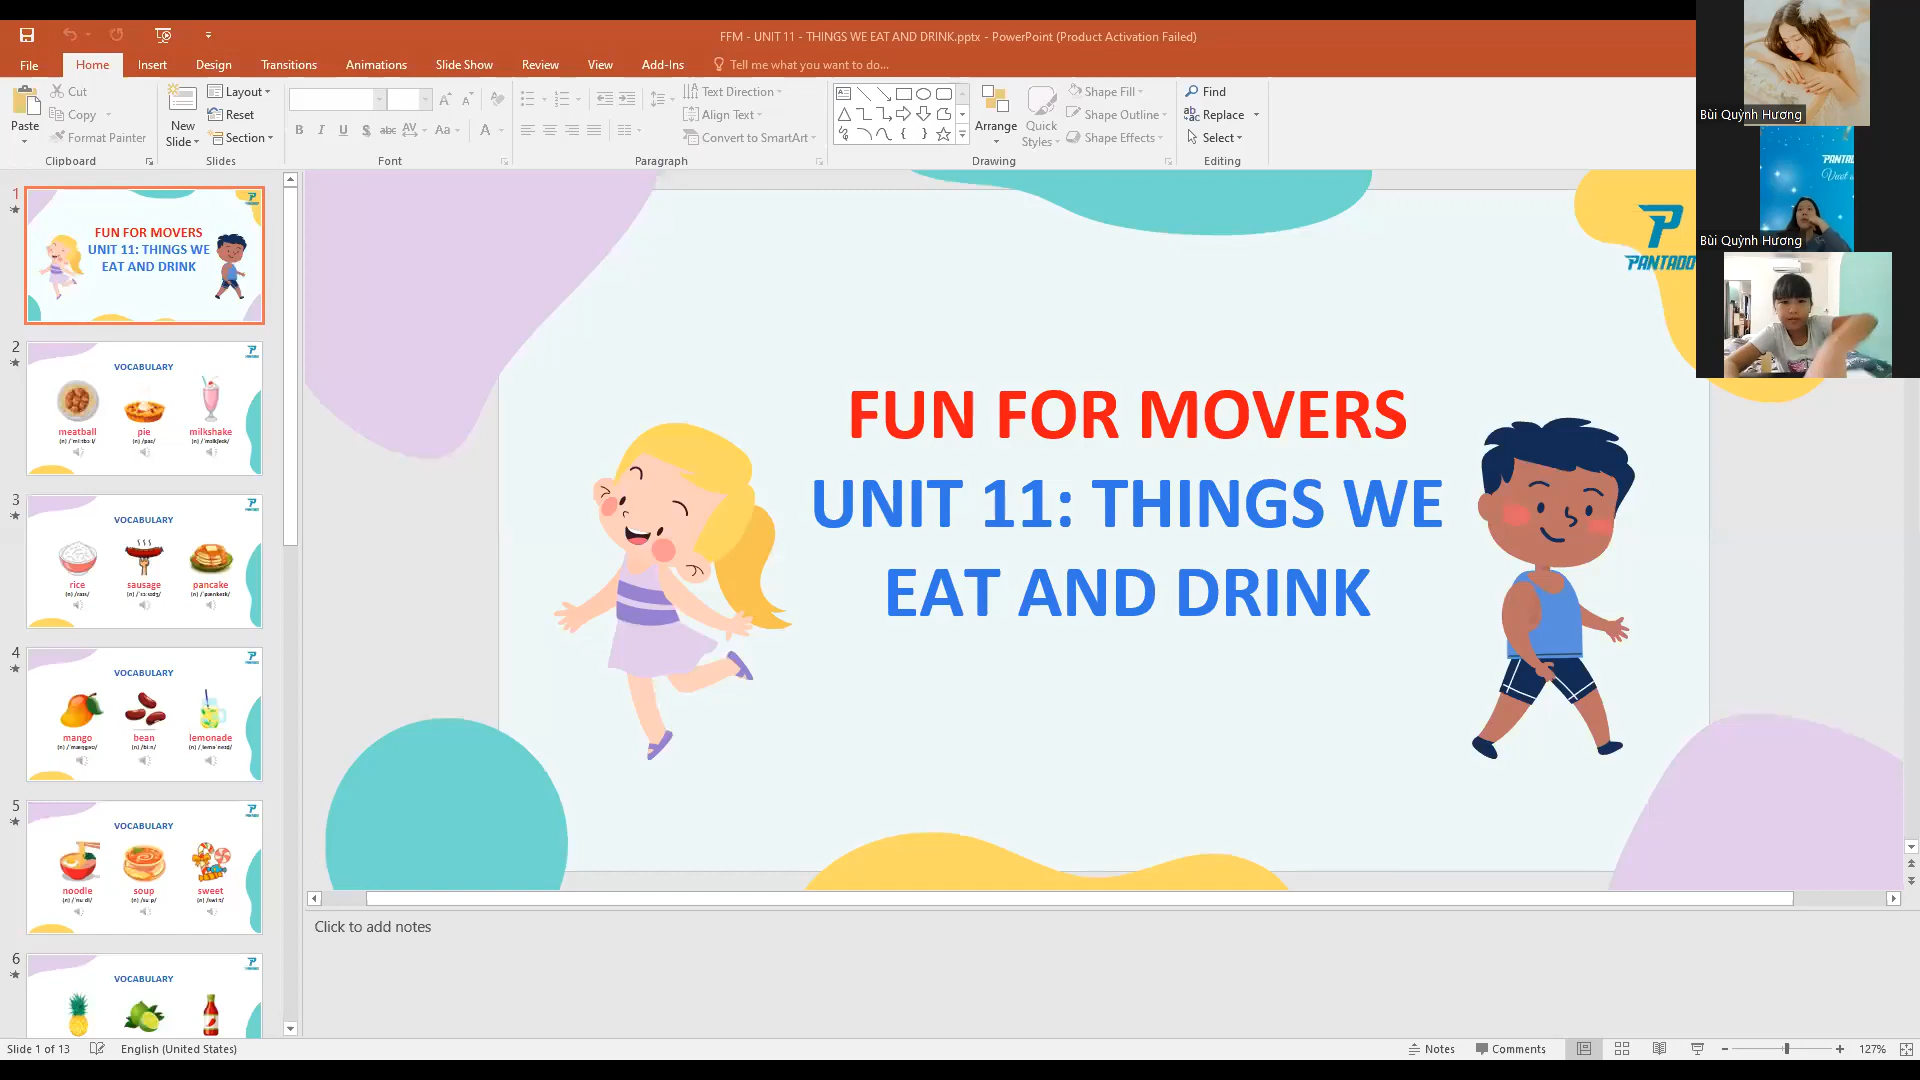 FFM - UNIT 11 - THINGS WE EAT AND DRINK.pptx - PowerPoint (Product Activation Failed)
File Home Insert Design Transitions Animations Slide Show Review View Add-Ins Tell me what you want to do...
Paste
Cut
Copy
Format Painter
Clipboard
New Slide
Layout
Reset
Section
Slides
B I U S abc AV Aa A
Font
Text Direction
Align Text
Convert to SmartArt
Paragraph
Arrange
Quick Styles
Shape Fill
Shape Outline
Shape Effects
Drawing
Find
Replace
Select
Editing
Bùi Quỳnh Hương
PANTADO
Bùi Quỳnh Hương
1
FUN FOR MOVERS
UNIT 11: THINGS WE
EAT AND DRINK
2
VOCABULARY
meatball pie milkshake
3
VOCABULARY
rice sausage pancake
4
VOCABULARY
mango bean lemonade
5
VOCABULARY
noodle soup sweet
6
VOCABULARY
FUN FOR MOVERS
UNIT 11: THINGS WE
EAT AND DRINK
Click to add notes
Slide 1 of 13 English (United States) Notes Comments 127%